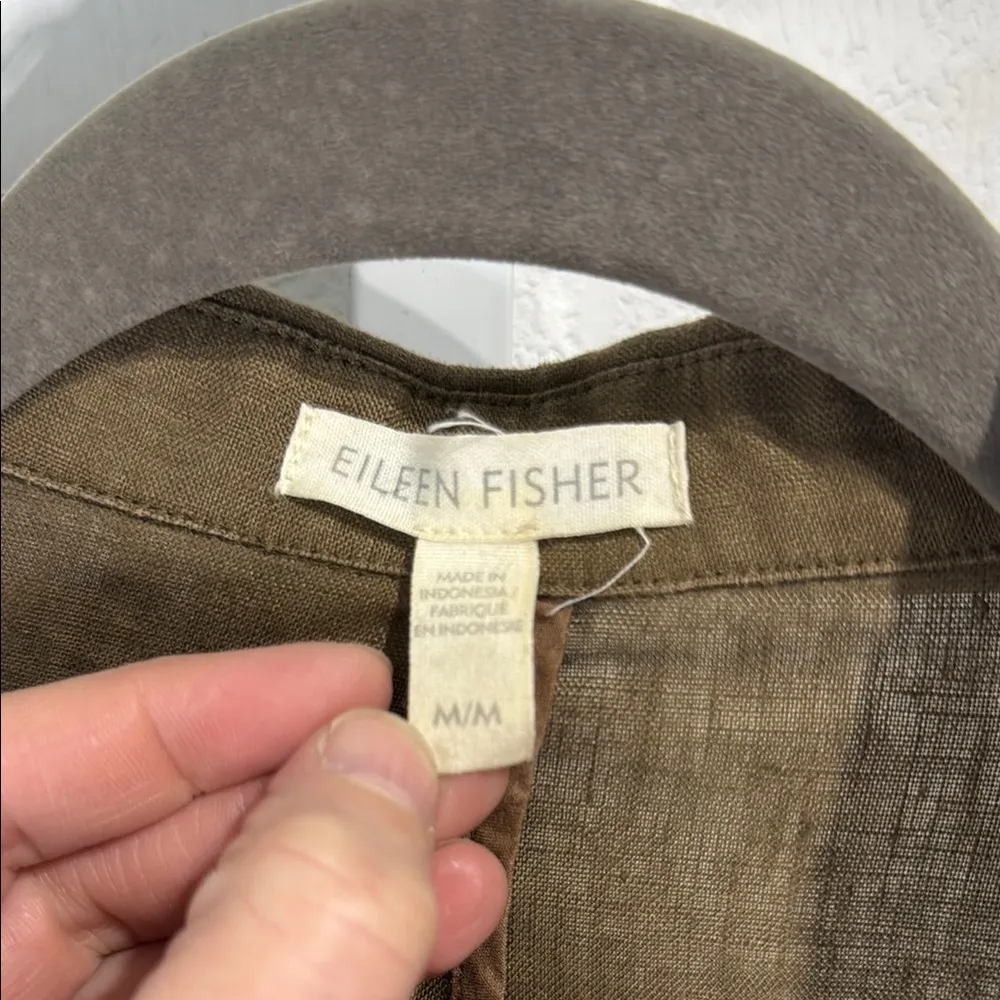 EILEEN FISHER
MADE IN
INDONESIA /
FABRIQUÉ
EN INDONESIE
M/M